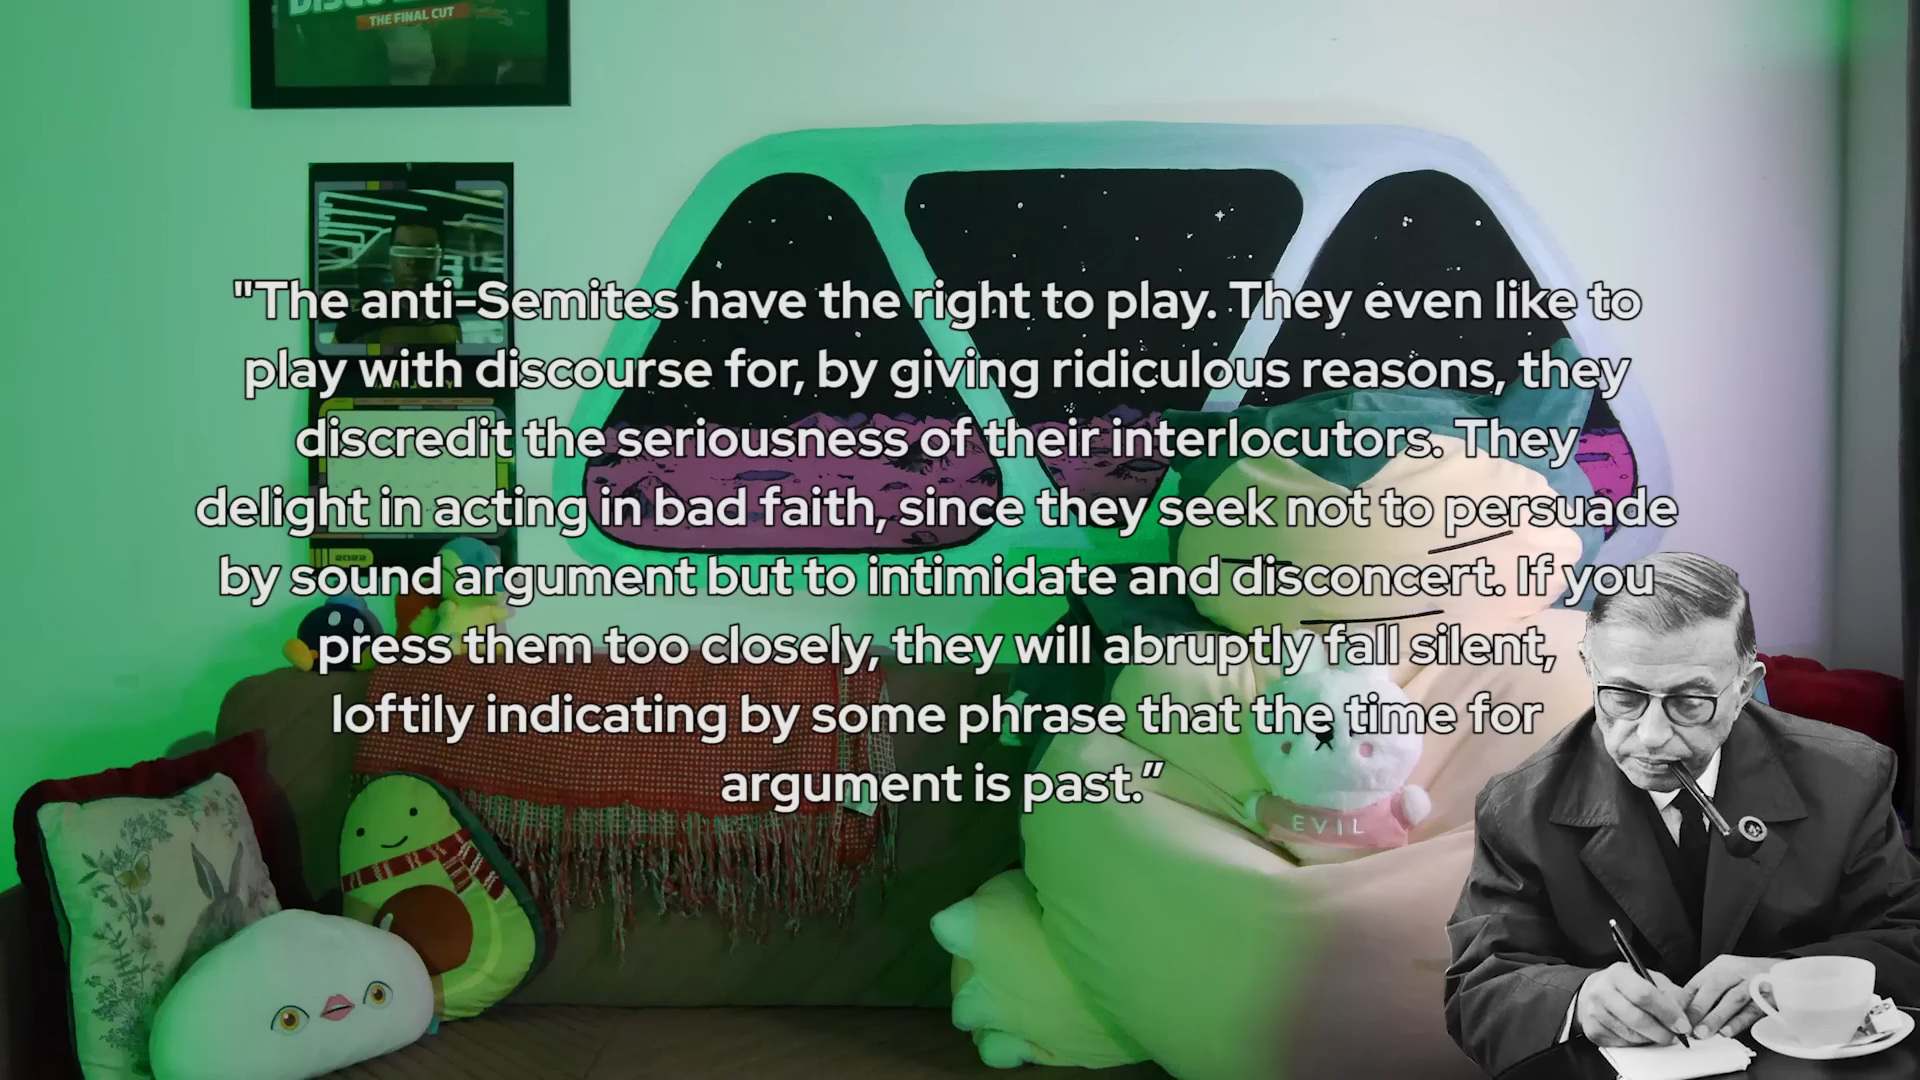 THE FINAL CUT
"The anti-Semites have the right to play. They even like to
play with discourse for, by giving ridiculous reasons, they
discredit the seriousness of their interlocutors. They
delight in acting in bad faith, since they seek not to persuade
by sound argument but to intimidate and disconcert. If you
press them too closely, they will abruptly fall silent,
loftily indicating by some phrase that the time for
argument is past.”
2022
EVIL